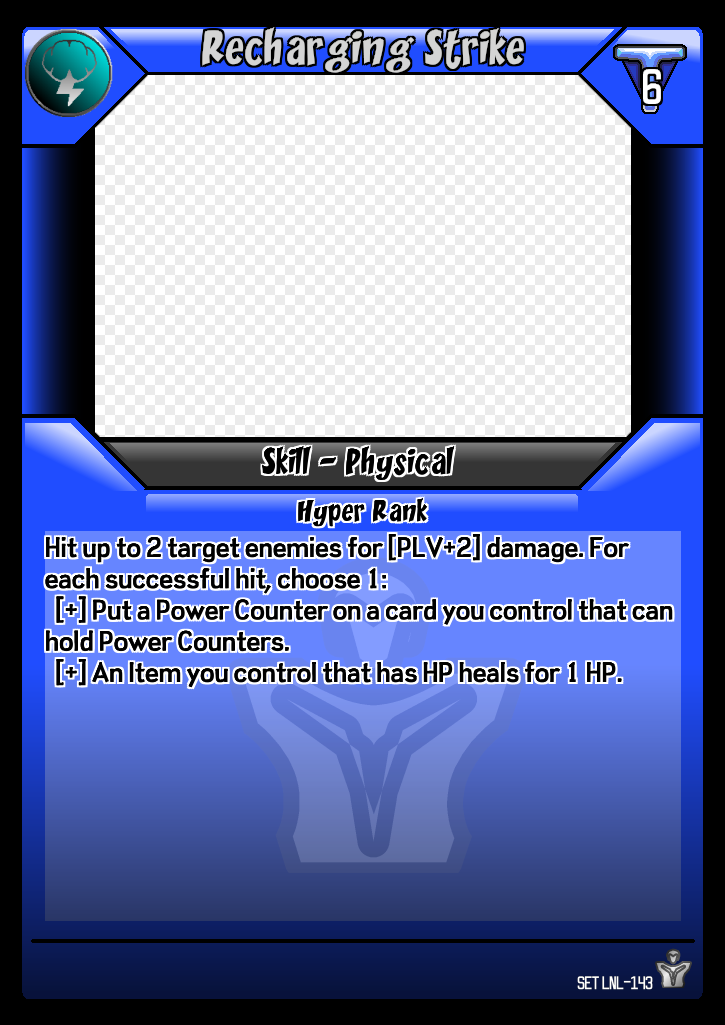 Recharging Strike
6
Skill - Physical
Hyper Rank
Hit up to 2 target enemies for [PLV+2] damage. For
each successful hit, choose 1:
[+] Put a Power Counter on a card you control that can
hold Power Counters.
[+] An Item you control that has HP heals for 1 HP.
SET LNL-143